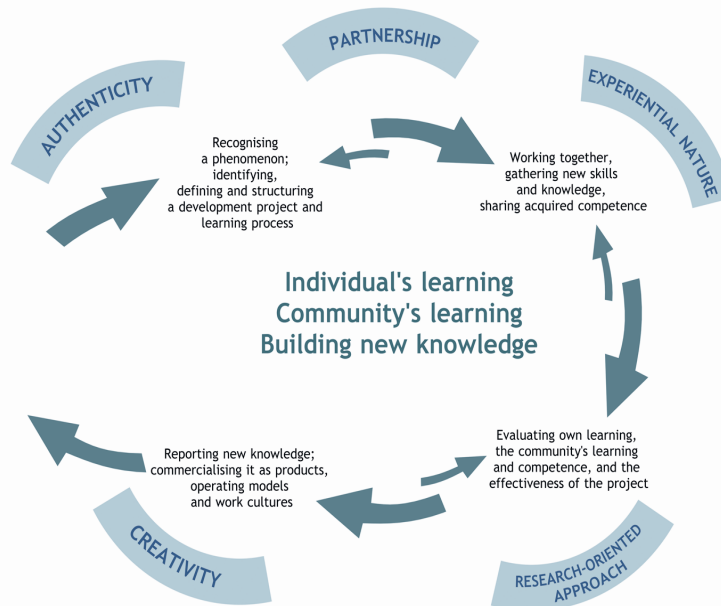 PARTNERSHIP
AUTHENTICITY
EXPERIENTIAL NATURE
Recognising
a phenomenon;
identifying,
defining and structuring
a development project and
learning process
Working together,
gathering new skills
and knowledge,
sharing acquired competence
Individual's learning
Community's learning
Building new knowledge
Evaluating own learning,
the community's learning
and competence, and the
effectiveness of the project
Reporting new knowledge;
commercialising it as products,
operating models
and work cultures
CREATIVITY
RESEARCH-ORIENTED
APPROACH